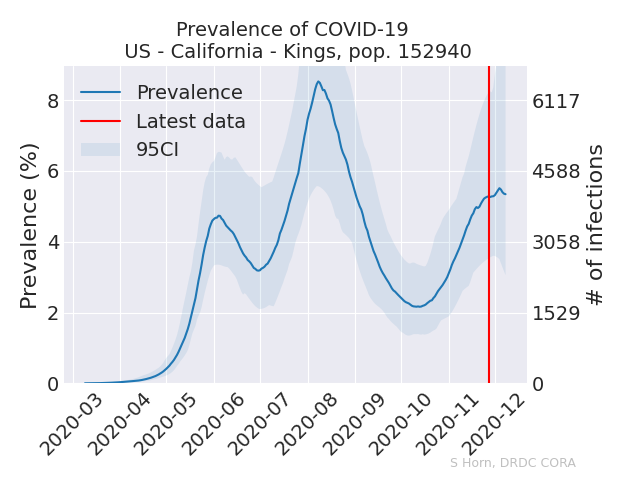 Prevalence of COVID-19
US - California - Kings, pop. 152940
Prevalence
Latest data
95CI
Prevalence (%)
8
6
4
2
0
6117
4588
3058
1529
0
# of infections
2020-03
2020-04
2020-05
2020-06
2020-07
2020-08
2020-09
2020-10
2020-11
2020-12
S Horn, DRDC CORA